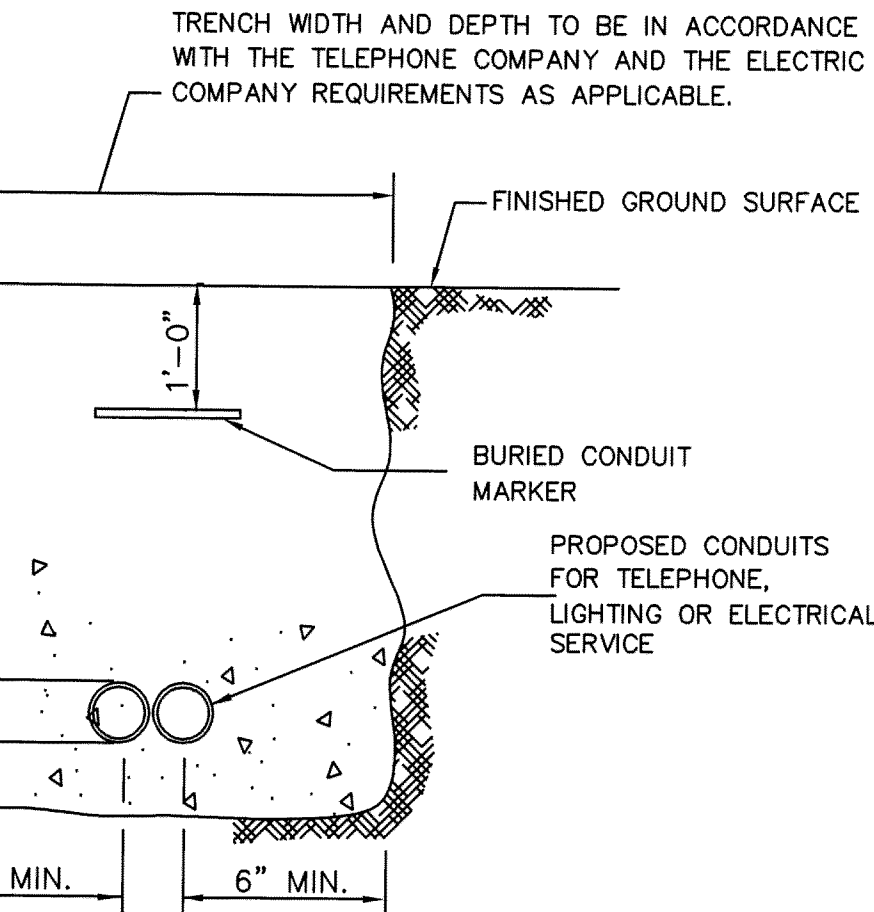 TRENCH WIDTH AND DEPTH TO BE IN ACCORDANCE
WITH THE TELEPHONE COMPANY AND THE ELECTRIC
COMPANY REQUIREMENTS AS APPLICABLE.
FINISHED GROUND SURFACE
1'-0"
BURIED CONDUIT
MARKER
PROPOSED CONDUITS
FOR TELEPHONE,
LIGHTING OR ELECTRICAL
SERVICE
MIN.
6" MIN.